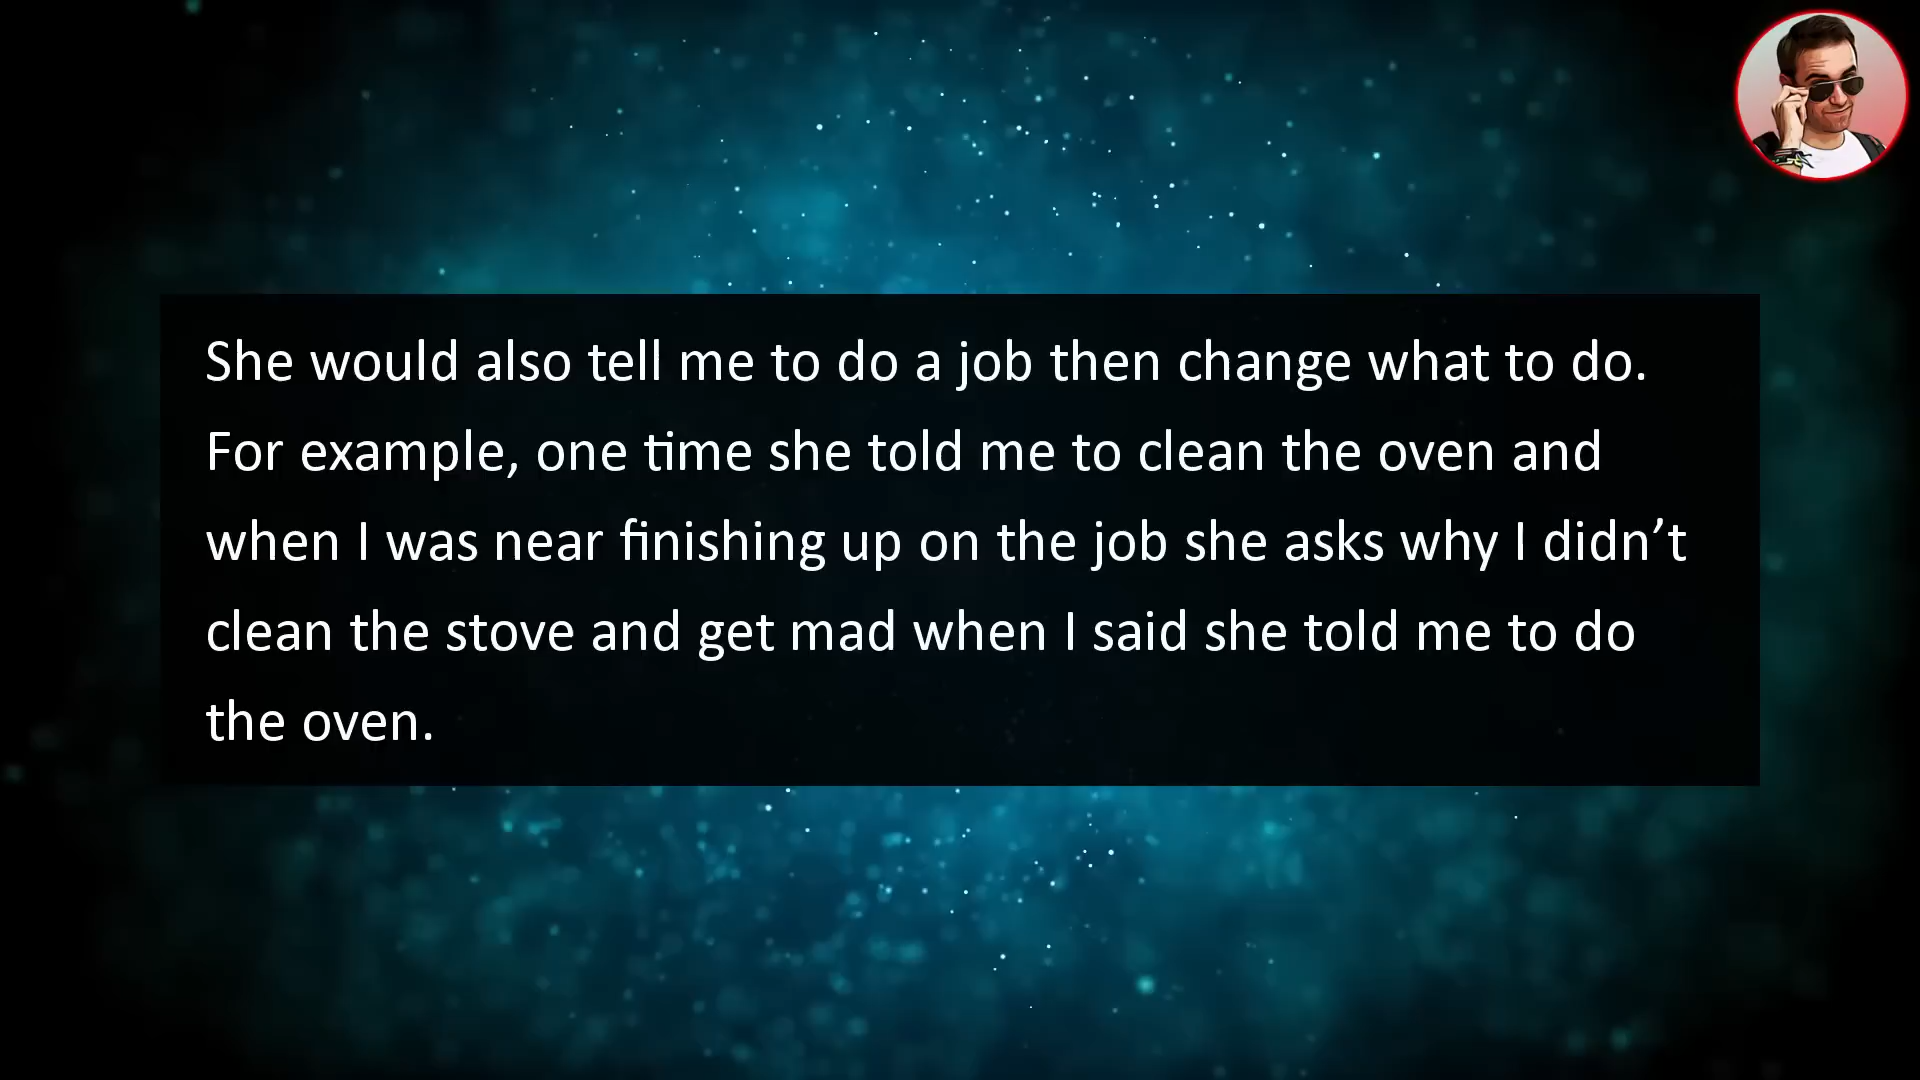 She would also tell me to do a job then change what to do.
For example, one time she told me to clean the oven and
when I was near finishing up on the job she asks why I didn’t
clean the stove and get mad when I said she told me to do
the oven.